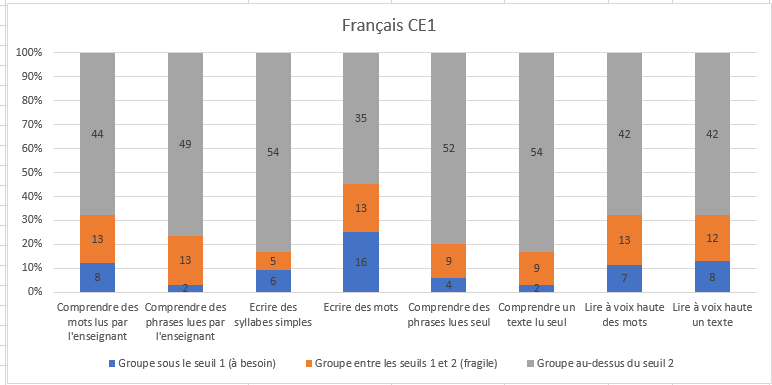 Français CE1
100%
90%
80%
70%
60%
50%
40%
30%
20%
10%
0%
44 49 54 35 52 54 42 42
13 13 5 13 9 9 13 12
8 2 6 16 4 2 7 8
Comprendre des mots lus par l'enseignant
Comprendre des phrases lues par l'enseignant
Ecrire des syllabes simples
Ecrire des mots
Comprendre des phrases lues seul
Comprendre un texte lu seul
Lire à voix haute des mots
Lire à voix haute un texte
Groupe sous le seuil 1 (à besoin) Groupe entre les seuils 1 et 2 (fragile) Groupe au-dessus du seuil 2